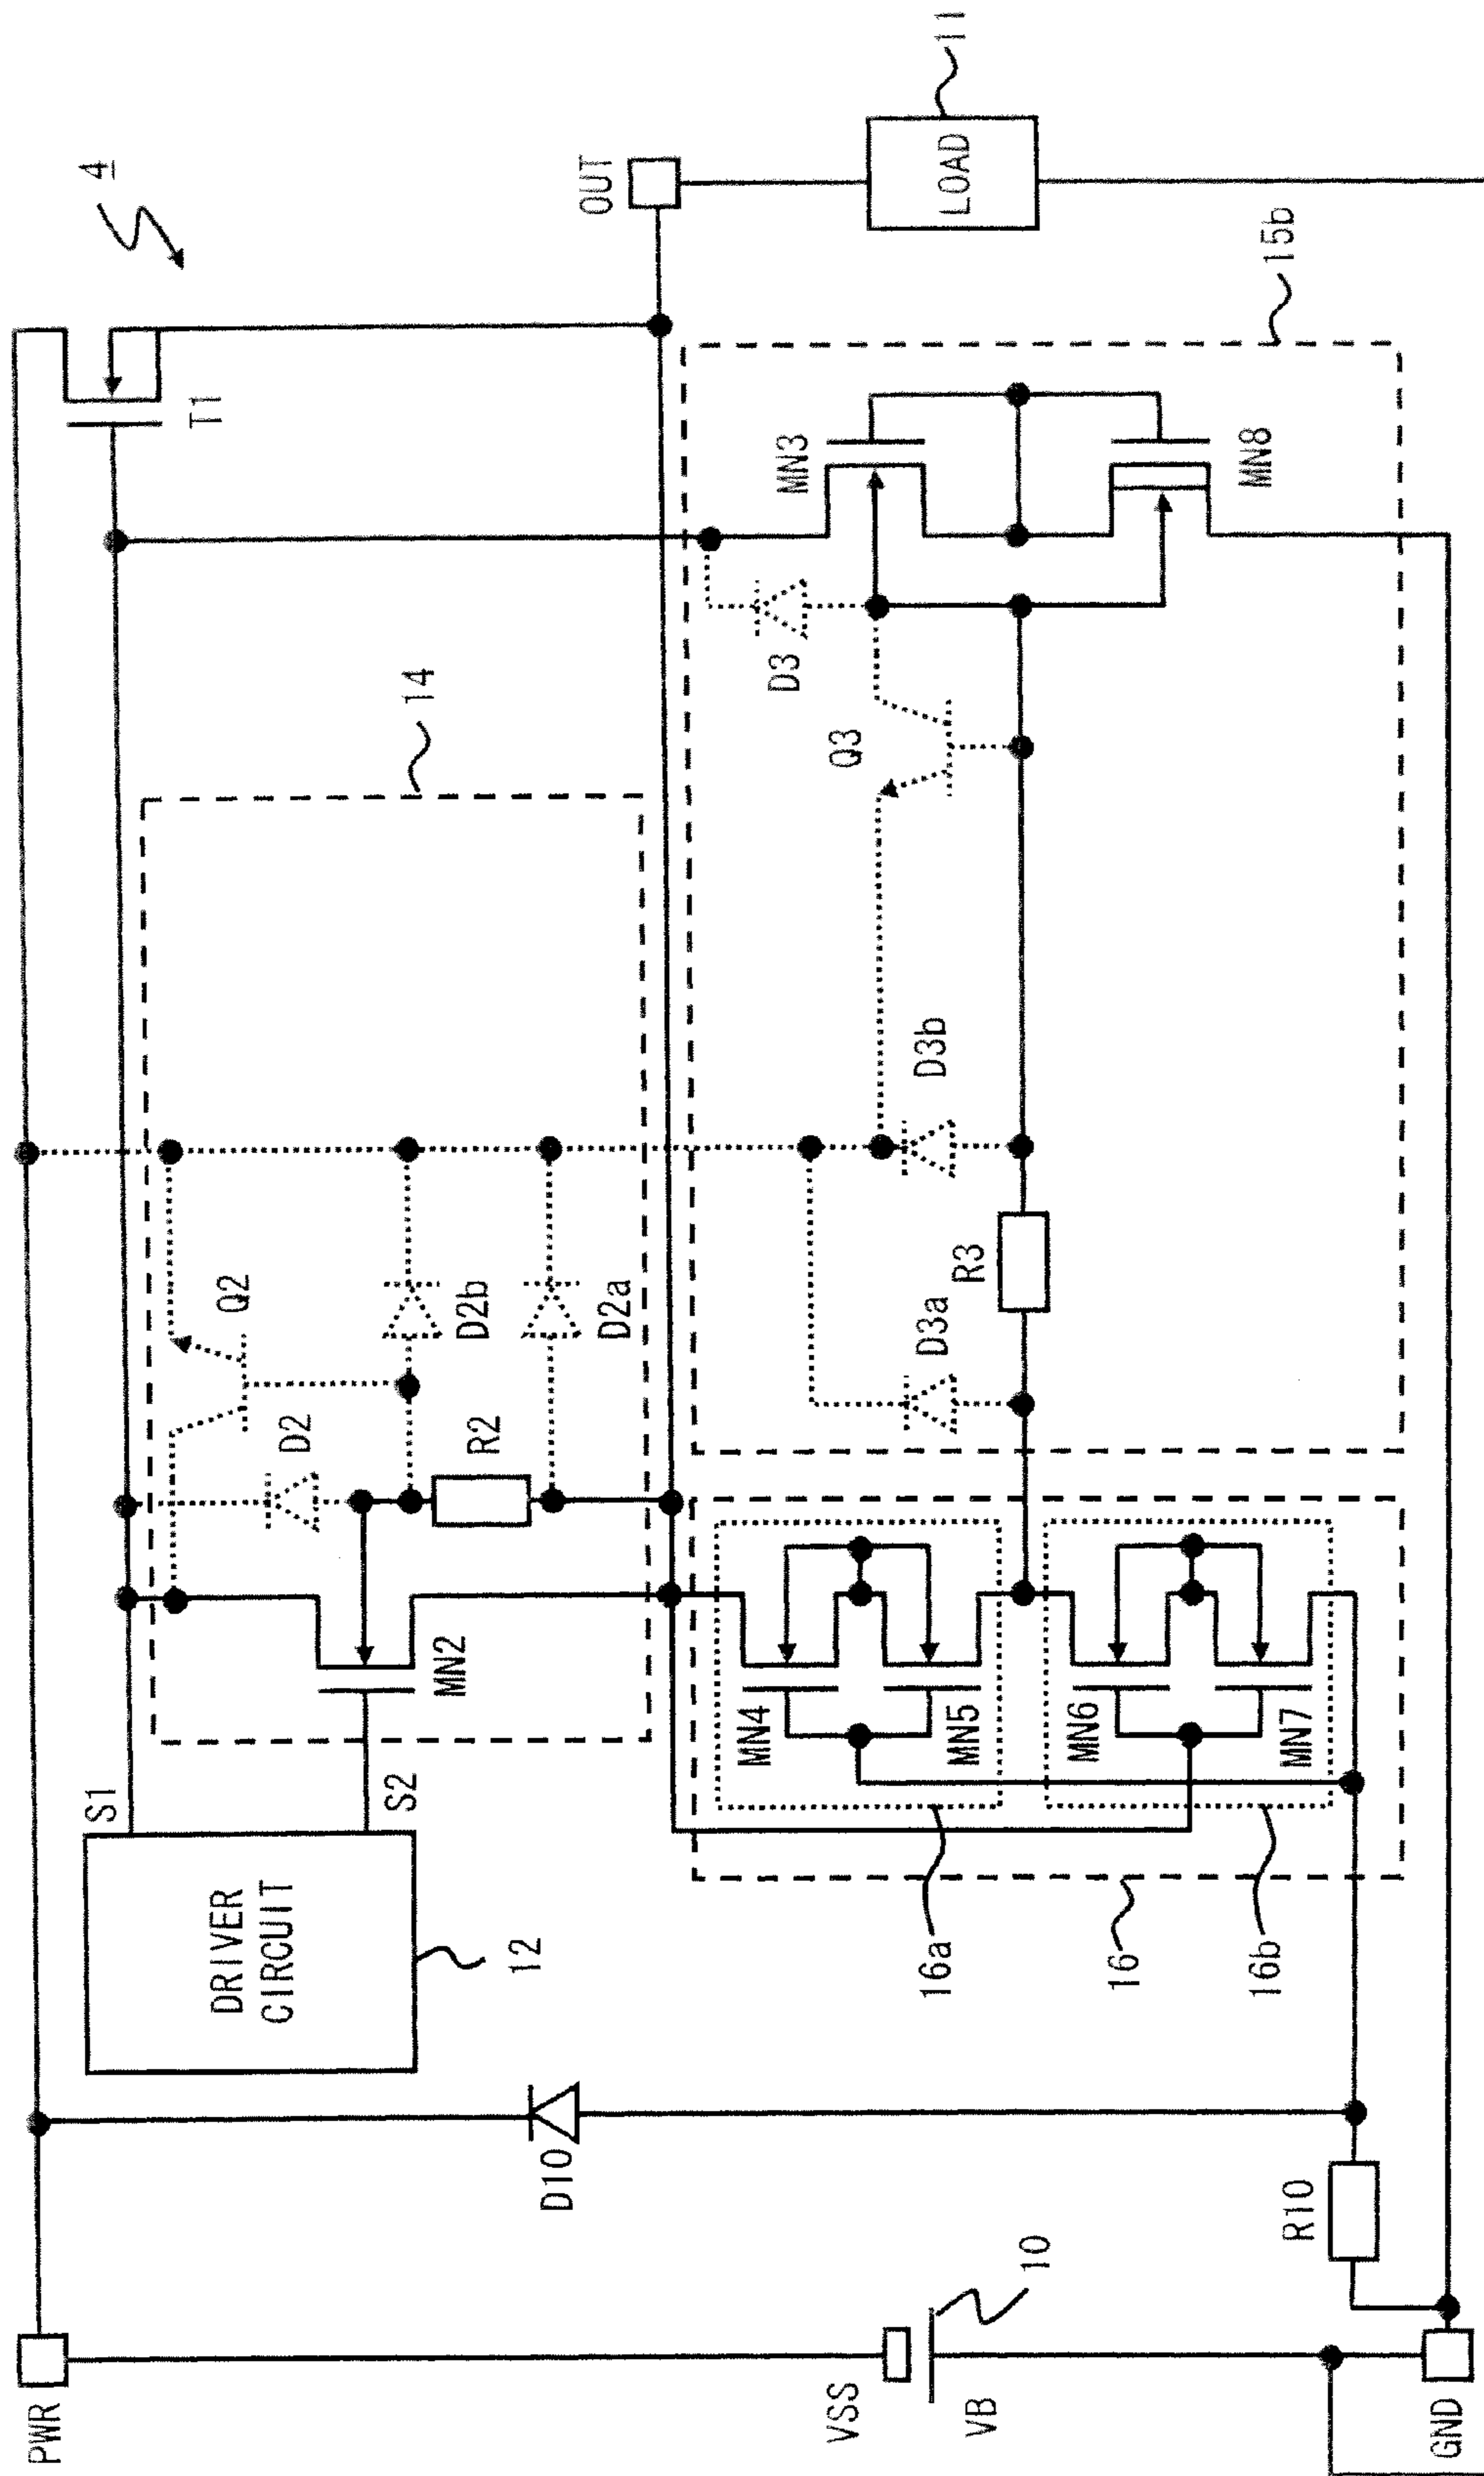 4
PWR
S1
DRIVER
CIRCUIT
12
S2
14
Q2
D2
D2b
D2a
R2
MN2
T1
OUT
D10
VSS
VB
10
MN4
MN5
MN6
MN7
16a
16
16b
D3a
R3
D3b
Q3
D3
MN3
MN8
15b
LOAD
11
R10
GND